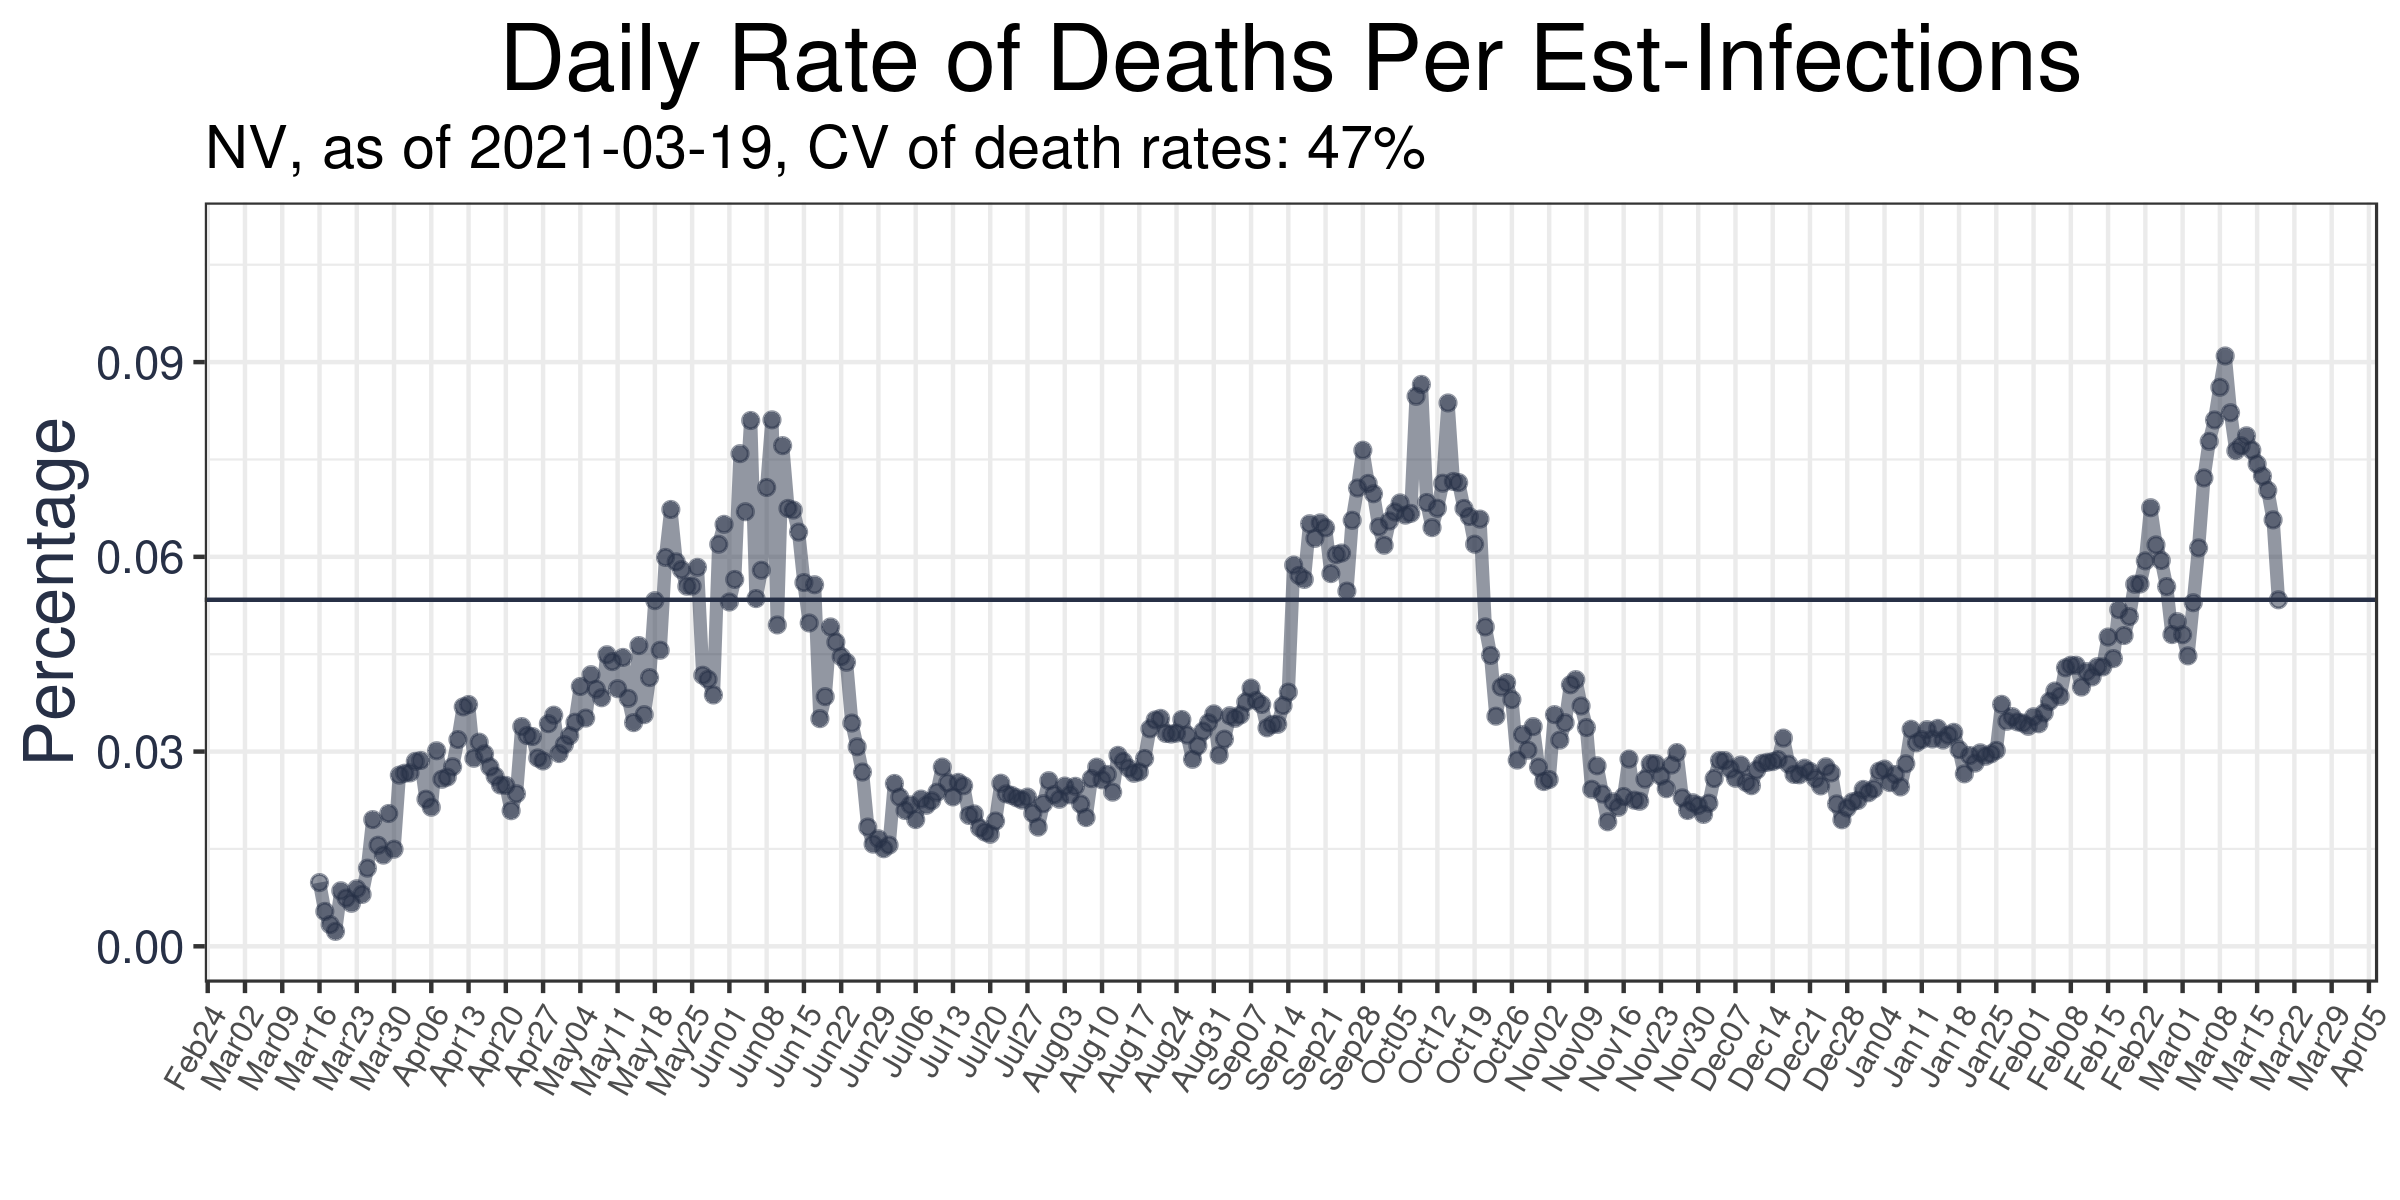 Daily Rate of Deaths Per Est-Infections
NV, as of 2021-03-19, CV of death rates: 47%
Percentage
0.09
0.06
0.03
0.00
Feb24
Mar02
Mar09
Mar16
Mar23
Mar30
Apr06
Apr13
Apr20
Apr27
May04
May11
May18
May25
Jun01
Jun08
Jun15
Jun22
Jun29
Jul06
Jul13
Jul20
Jul27
Aug03
Aug10
Aug17
Aug24
Aug31
Sep07
Sep14
Sep21
Sep28
Oct05
Oct12
Oct19
Oct26
Nov02
Nov09
Nov16
Nov23
Nov30
Dec07
Dec14
Dec21
Dec28
Jan04
Jan11
Jan18
Jan25
Feb01
Feb08
Feb15
Feb22
Mar01
Mar08
Mar15
Mar22
Mar29
Apr05